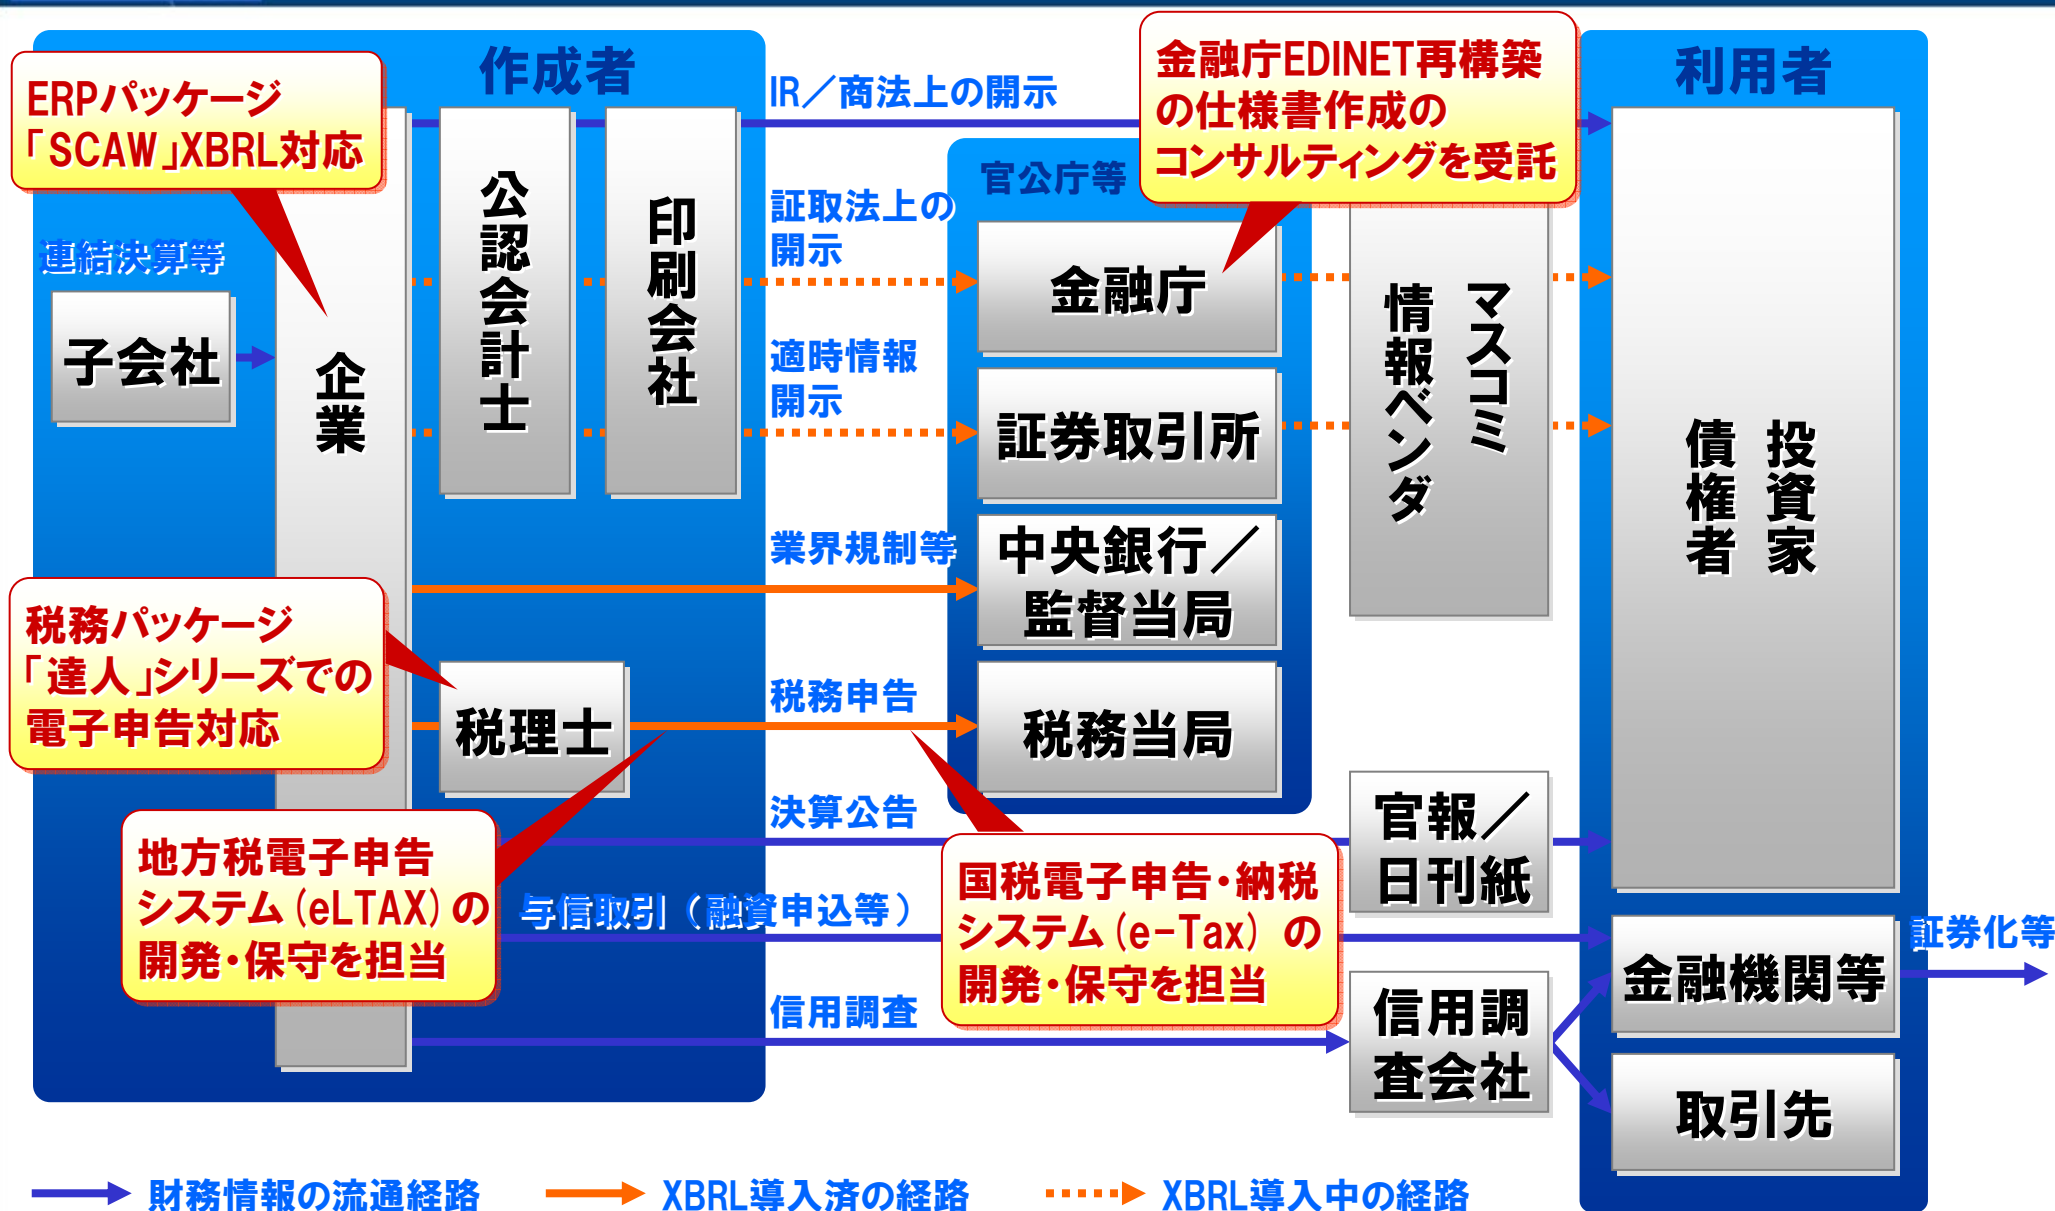 作成者
利用者
ERPパッケージ
「SCAW」XBRL対応
金融庁EDINET再構築
の仕様書作成の
コンサルティングを受託
IR／商法上の開示
官公庁等
証取法上の
開示
連結決算等
子会社
企業
公認会計士
印刷会社
金融庁
適時情報
開示
証券取引所
マスコミ
情報ベンダ
投資家
債権者
業界規制等
中央銀行／
監督当局
税務パッケージ
「達人」シリーズでの
電子申告対応
税理士
税務申告
税務当局
決算公告
官報／
日刊紙
地方税電子申告
システム(eLTAX)の
開発・保守を担当
国税電子申告・納税
システム(e-Tax)の
開発・保守を担当
与信取引（融資申込等）
金融機関等
証券化等
信用調査
信用調
査会社
取引先
財務情報の流通経路
XBRL導入済の経路
XBRL導入中の経路